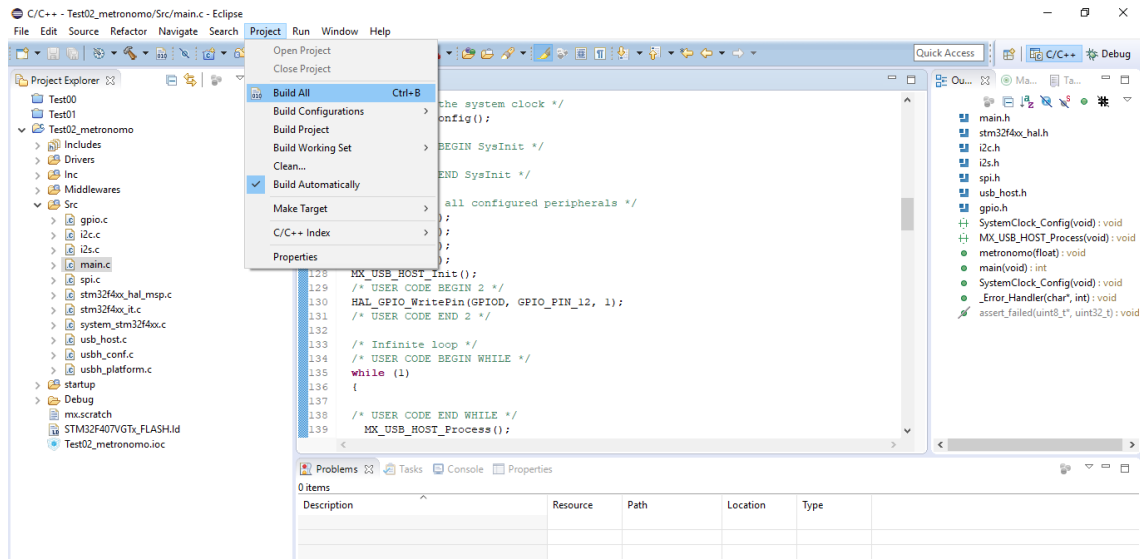 C/C++ - Test02_metronomo/Src/main.c - Eclipse
File Edit Source Refactor Navigate Search Project Run Window Help
Quick Access
C/C++
Debug
Project Explorer
Test00
Test01
Test02_metronomo
Includes
Drivers
Inc
Middlewares
Src
gpio.c
i2c.c
i2s.c
main.c
spi.c
stm32f4xx_hal_msp.c
stm32f4xx_it.c
system_stm32f4xx.c
usb_host.c
usbh_conf.c
usbh_platform.c
startup
Debug
mx.scratch
STM32F407VGTx_FLASH.ld
Test02_metronomo.ioc
Open Project
Close Project
Build All Ctrl+B
Build Configurations
Build Project
Build Working Set
Clean...
Build Automatically
Make Target
C/C++ Index
Properties
the system clock */
onfig();
BEGIN SysInit */
END SysInit */
all configured peripherals */
);
);
);
);
128 MX_USB_HOST_Init();
129 /* USER CODE BEGIN 2 */
130 HAL_GPIO_WritePin(GPIOD, GPIO_PIN_12, 1);
131 /* USER CODE END 2 */
132
133 /* Infinite loop */
134 /* USER CODE BEGIN WHILE */
135 while (1)
136 {
137
138 /* USER CODE END WHILE */
139 MX_USB_HOST_Process();
Ou... Ma... Ta...
main.h
stm32f4xx_hal.h
i2c.h
i2s.h
spi.h
usb_host.h
gpio.h
SystemClock_Config(void) : void
MX_USB_HOST_Process(void) : void
metronomo(float) : void
main(void) : int
SystemClock_Config(void) : void
_Error_Handler(char*, int) : void
assert_failed(uint8_t*, uint32_t) : void
Problems Tasks Console Properties
0 items
Description Resource Path Location Type